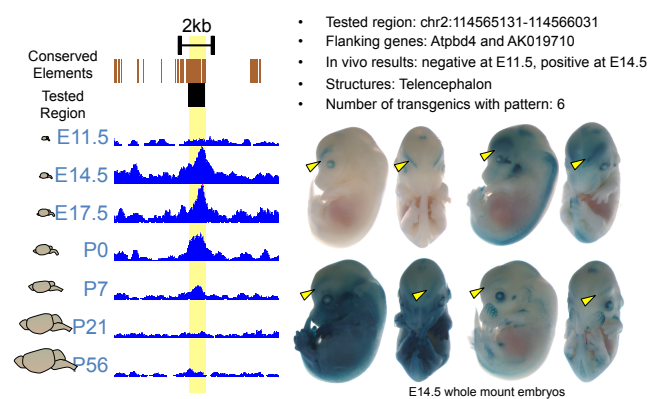 2kb
Conserved
Elements
Tested
Region
E11.5
E14.5
E17.5
P0
P7
P21
P56
• Tested region: chr2:114565131-114566031
• Flanking genes: Atpbd4 and AK019710
• In vivo results: negative at E11.5, positive at E14.5
• Structures: Telencephalon
• Number of transgenics with pattern: 6
E14.5 whole mount embryos